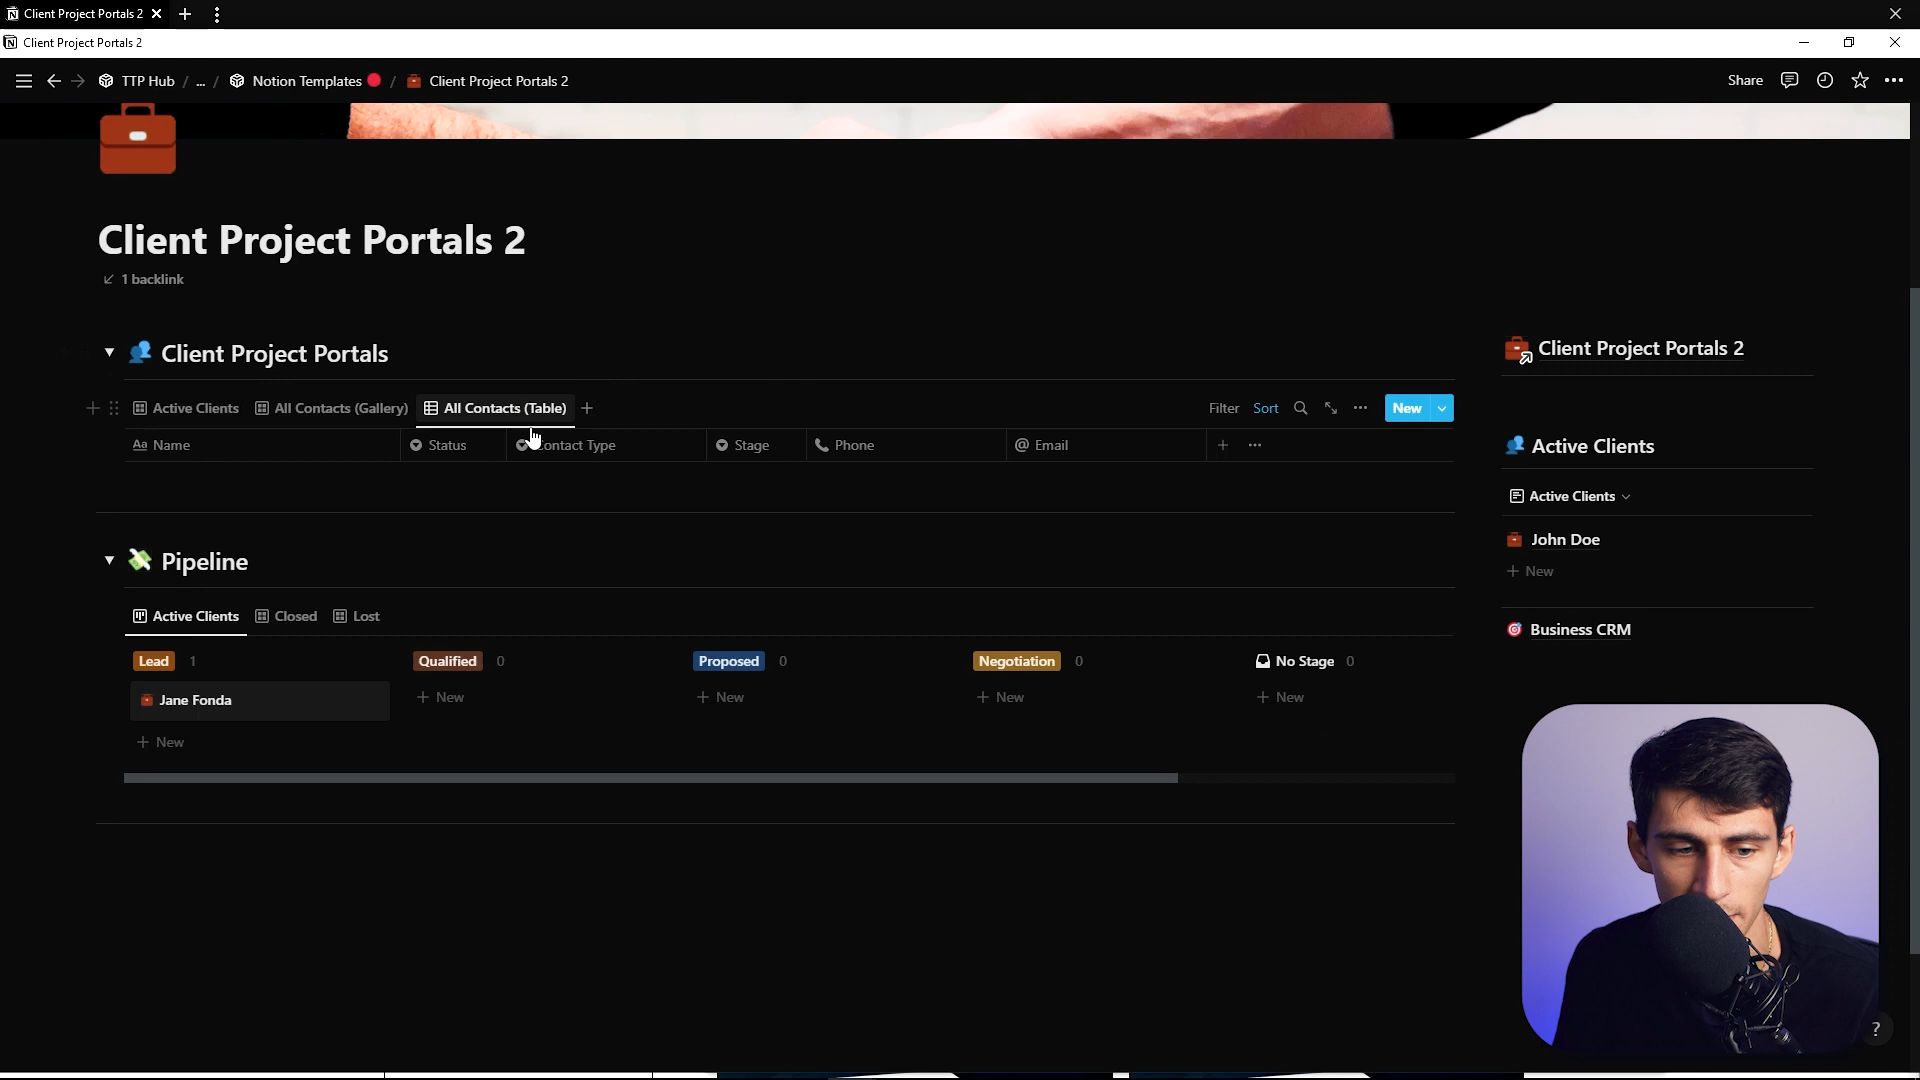 Client Project Portals 2
Client Project Portals 2
TTP Hub / ... / Notion Templates / Client Project Portals 2
Share
Client Project Portals 2
1 backlink
Client Project Portals
Active Clients All Contacts (Gallery) All Contacts (Table)
Filter Sort New
Aa Name Status Contact Type Stage Phone @ Email
Pipeline
Active Clients Closed Lost
Lead 1 Qualified 0 Proposed 0 Negotiation 0 No Stage 0
Jane Fonda
+ New
+ New
+ New
+ New
+ New
Client Project Portals 2
Active Clients
Active Clients
John Doe
+ New
Business CRM
?